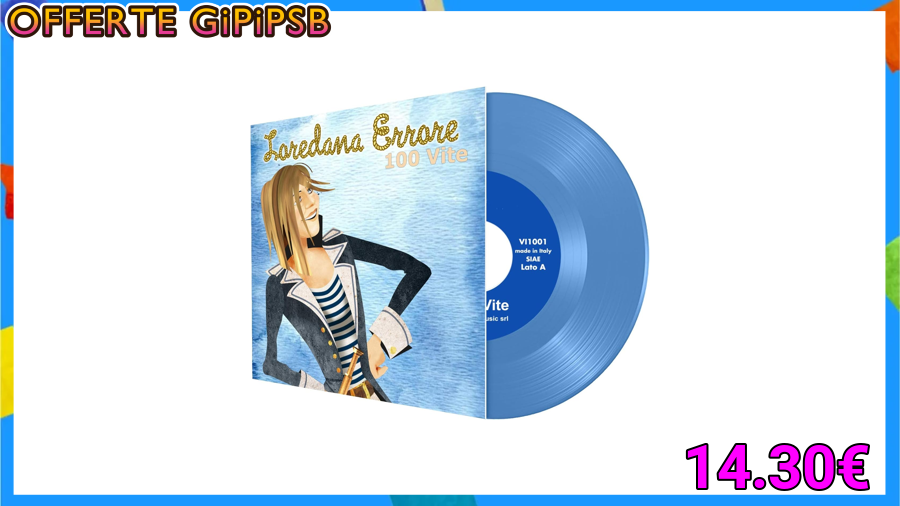 OFFERTE GiPiPSB
Loredana Errore
100 Vite
VI1001
made in Italy
SIAE
Lato A
Vite
usic srl
14.30€